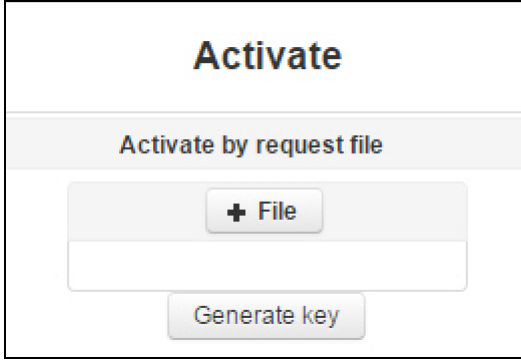 Activate
Activate by request file
+ File
Generate key